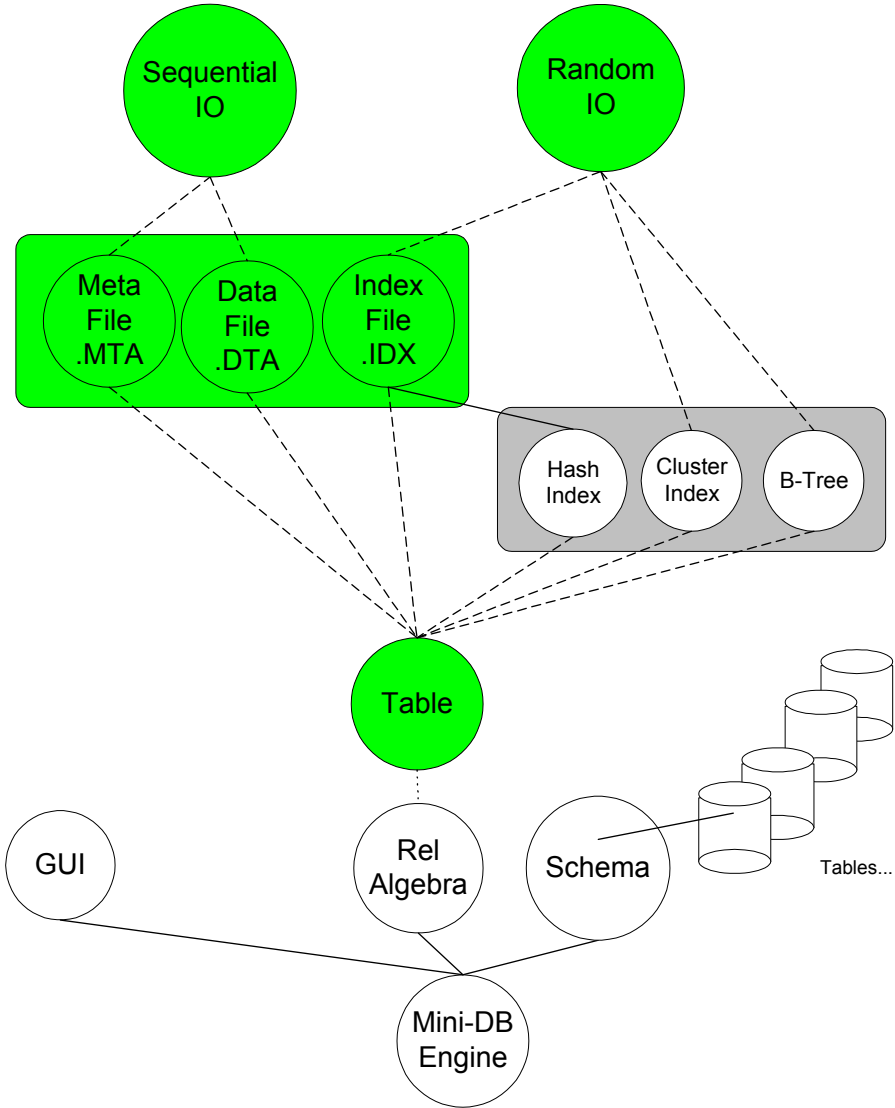 Sequential
IO
Random
IO
Meta
File
.MTA
Data
File
.DTA
Index
File
.IDX
Hash
Index
Cluster
Index
B-Tree
Table
GUI
Rel
Algebra
Schema
Tables...
Mini-DB
Engine